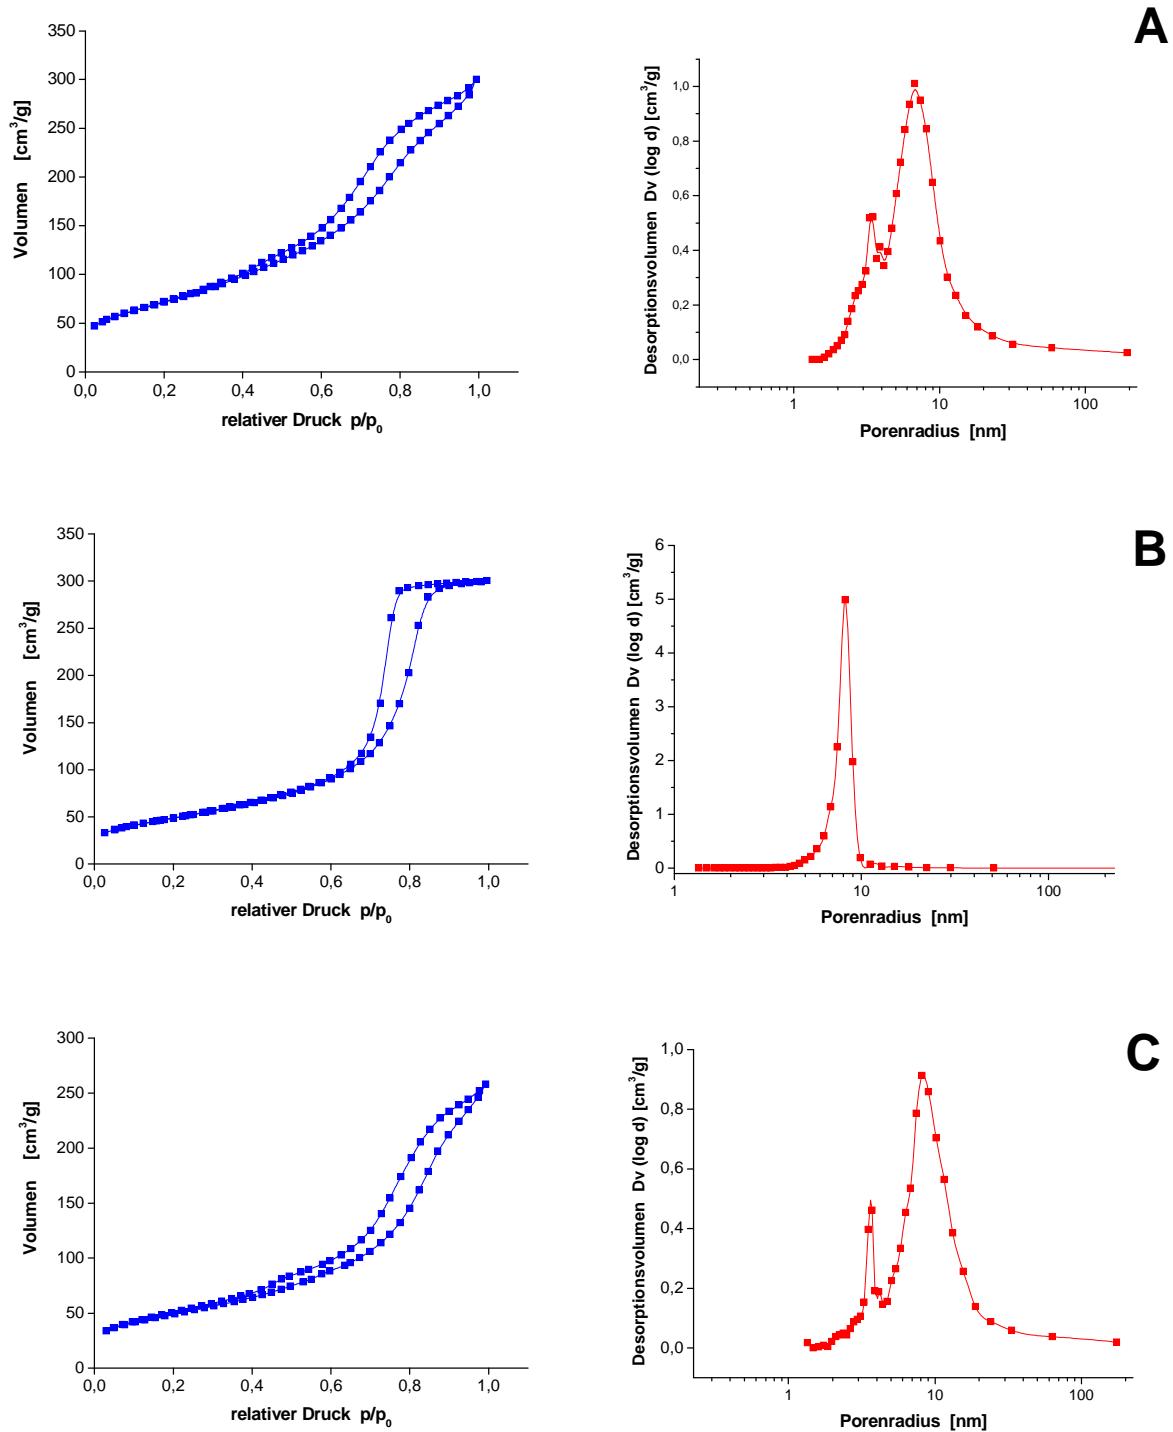 A
350
300
250
200
150
100
50
0
Volumen [cm³/g]
0,0 0,2 0,4 0,6 0,8 1,0
relativer Druck p/p₀
1,0
0,8
0,6
0,4
0,2
0,0
Desorptionsvolumen Dv (log d) [cm³/g]
1 10 100
Porenradius [nm]
B
350
300
250
200
150
100
50
0
Volumen [cm³/g]
0,0 0,2 0,4 0,6 0,8 1,0
relativer Druck p/p₀
6
5
4
3
2
1
0
Desorptionsvolumen Dv (log d) [cm³/g]
1 10 100
Porenradius [nm]
C
300
250
200
150
100
50
0
Volumen [cm³/g]
0,0 0,2 0,4 0,6 0,8 1,0
relativer Druck p/p₀
1,0
0,8
0,6
0,4
0,2
0,0
Desorptionsvolumen Dv (log d) [cm³/g]
1 10 100
Porenradius [nm]